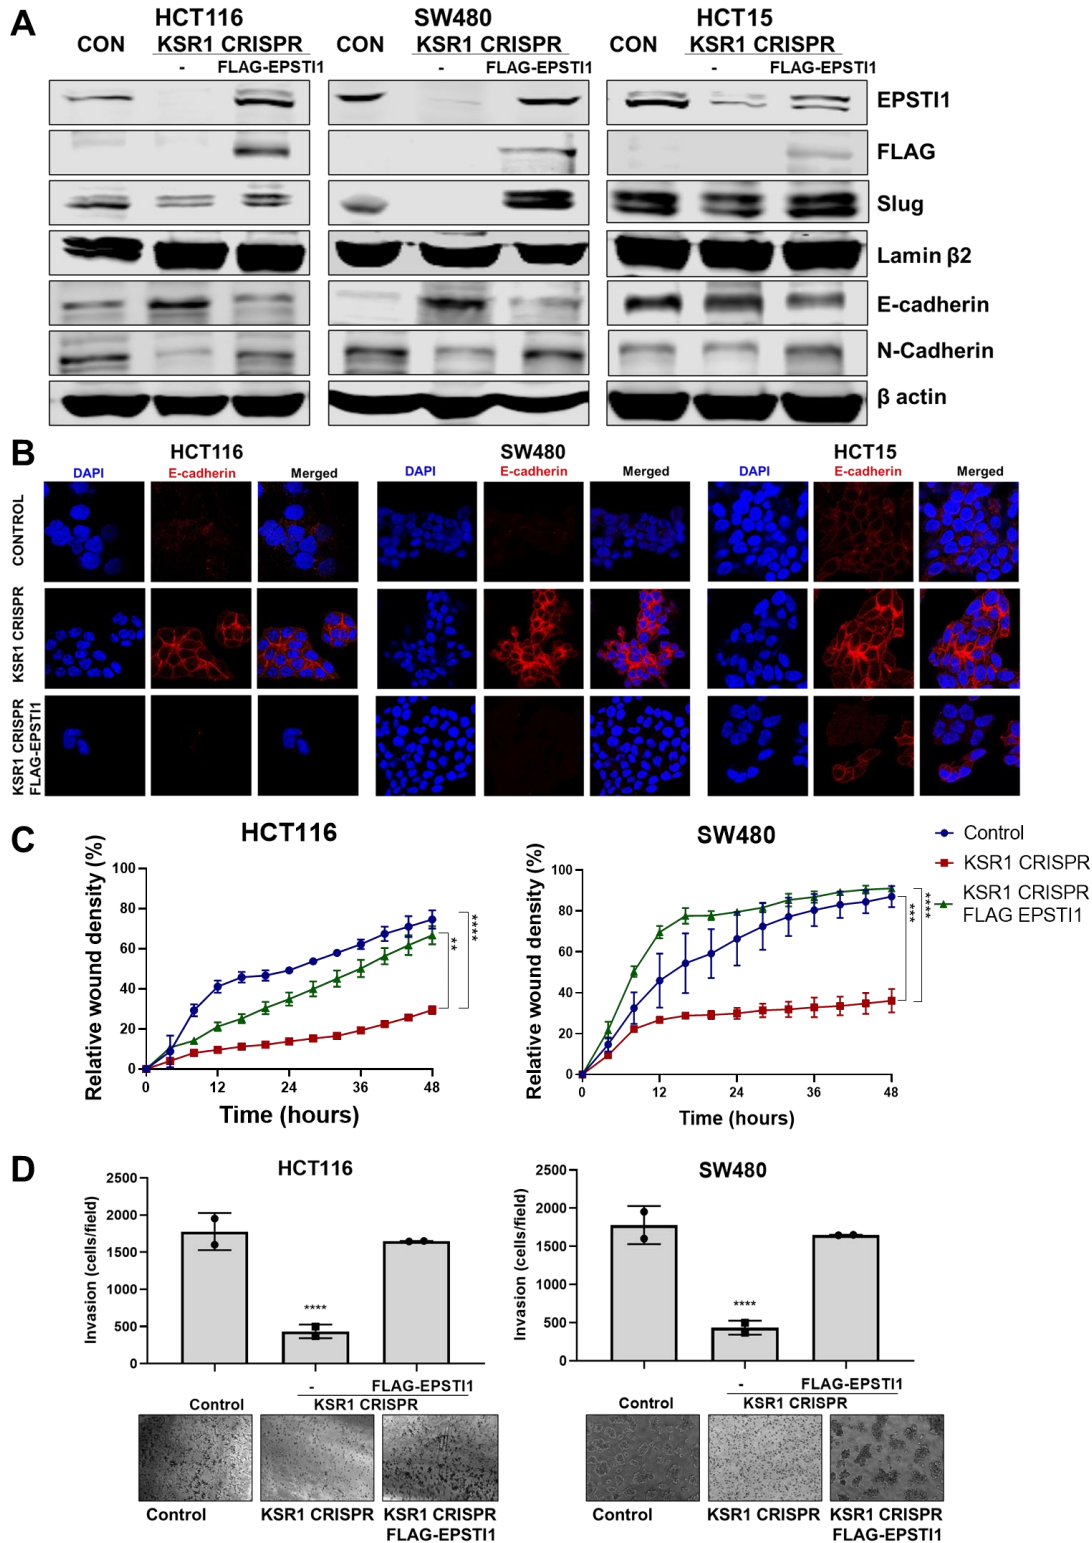 A
HCT116
SW480
HCT15
CON
KSR1 CRISPR
CON
KSR1 CRISPR
CON
KSR1 CRISPR
-
FLAG-EPSTI1
-
FLAG-EPSTI1
-
FLAG-EPSTI1
EPSTI1
FLAG
Slug
Lamin β2
E-cadherin
N-Cadherin
β actin
B
HCT116
SW480
HCT15
DAPI
E-cadherin
Merged
DAPI
E-cadherin
Merged
DAPI
E-cadherin
Merged
CONTROL
KSR1 CRISPR
KSR1 CRISPR
FLAG-EPSTI1
C
HCT116
Relative wound density (%)
100
80
60
40
20
0
0
12
24
36
48
Time (hours)
**
****
SW480
Relative wound density (%)
100
80
60
40
20
0
0
12
24
36
48
Time (hours)
***
****
Control
KSR1 CRISPR
KSR1 CRISPR
FLAG EPSTI1
D
HCT116
Invasion (cells/field)
2500
2000
1500
1000
500
0
****
-
FLAG-EPSTI1
Control
KSR1 CRISPR
Control
KSR1 CRISPR
KSR1 CRISPR
FLAG-EPSTI1
SW480
Invasion (cells/field)
2500
2000
1500
1000
500
0
****
-
FLAG-EPSTI1
Control
KSR1 CRISPR
Control
KSR1 CRISPR
KSR1 CRISPR
FLAG-EPSTI1